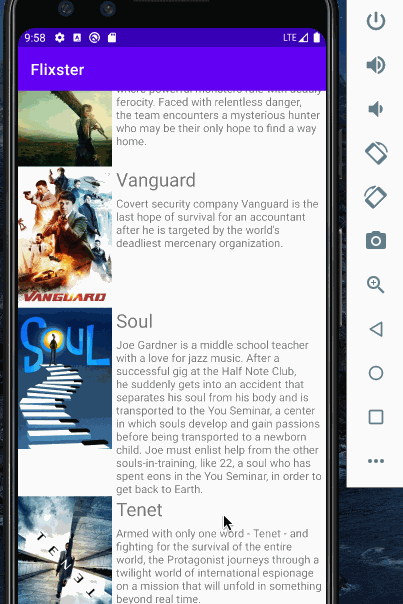 9:58
LTE
Flixster
where powerful monsters rule with deadly
ferocity. Faced with relentless danger,
the team encounters a mysterious hunter
who may be their only hope to find a way
home.
Vanguard
Covert security company Vanguard is the
last hope of survival for an accountant
after he is targeted by the world's
deadliest mercenary organization.
VANGUARD
Soul
SOUL
Joe Gardner is a middle school teacher
with a love for jazz music. After a
successful gig at the Half Note Club,
he suddenly gets into an accident that
separates his soul from his body and is
transported to the You Seminar, a center
in which souls develop and gain passions
before being transported to a newborn
child. Joe must enlist help from the other
souls-in-training, like 22, a soul who has
spent eons in the You Seminar, in order to
get back to Earth.
Tenet
TENET
Armed with only one word - Tenet - and
fighting for the survival of the entire
world, the Protagonist journeys through a
twilight world of international espionage
on a mission that will unfold in something
beyond real time.